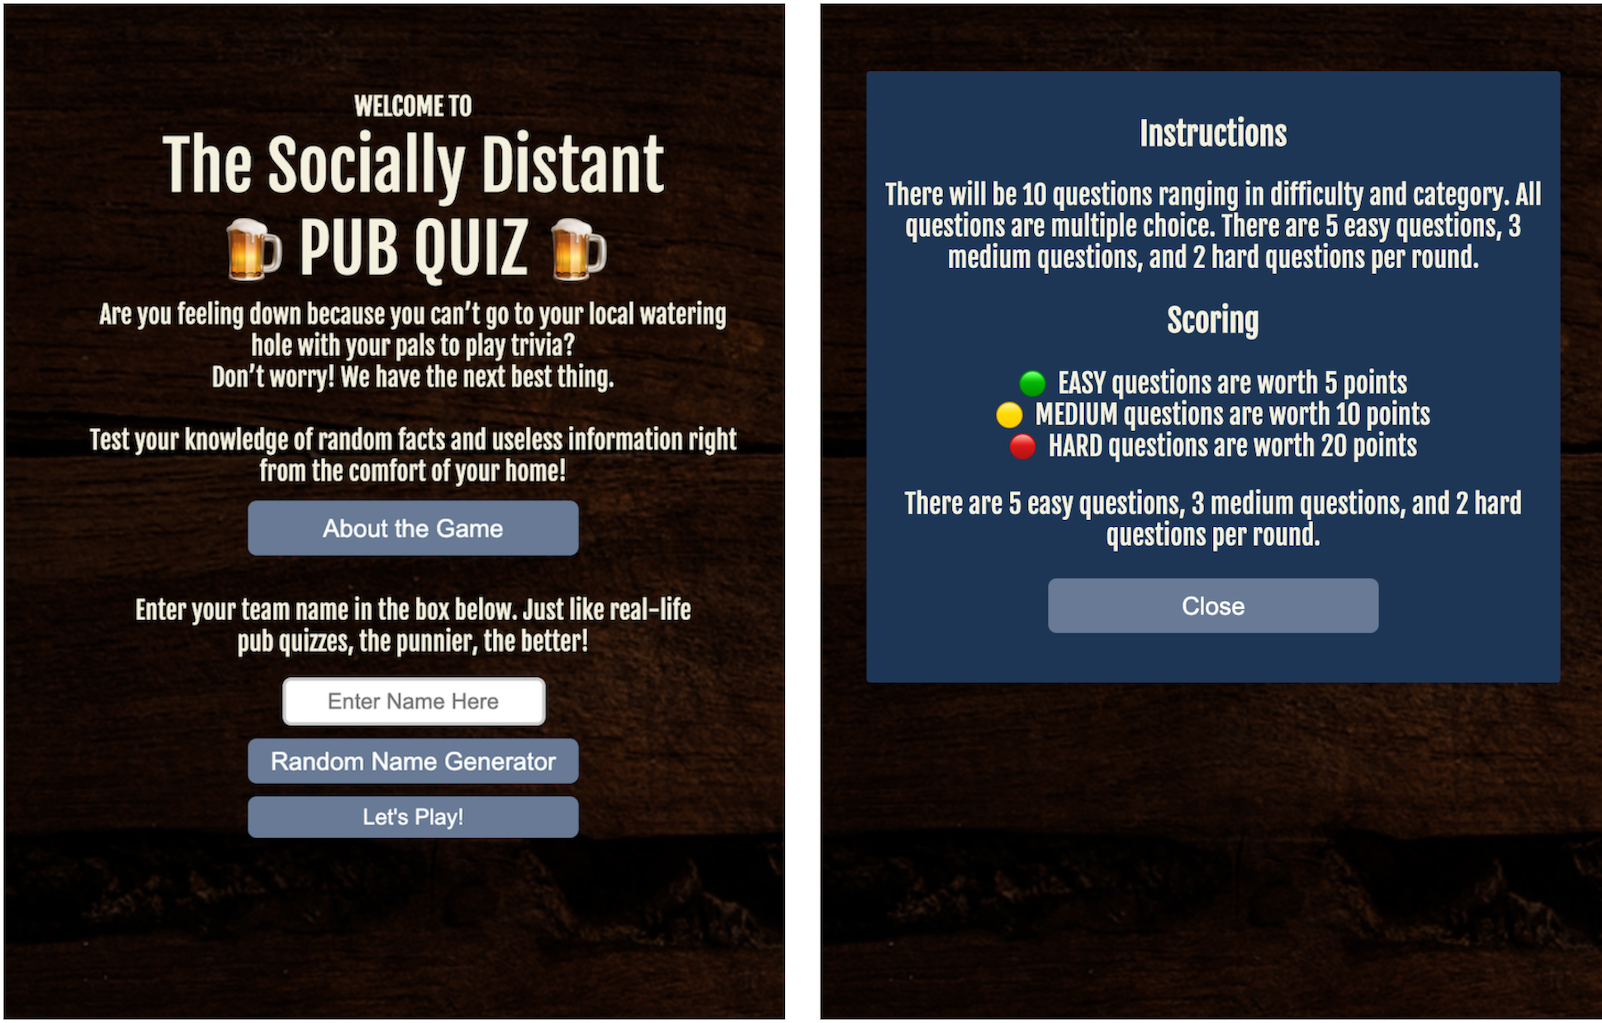 WELCOME TO
The Socially Distant
PUB QUIZ
Are you feeling down because you can't go to your local watering
hole with your pals to play trivia?
Don't worry! We have the next best thing.
Test your knowledge of random facts and useless information right
from the comfort of your home!
About the Game
Enter your team name in the box below. Just like real-life
pub quizzes, the punnier, the better!
Enter Name Here
Random Name Generator
Let's Play!
Instructions
There will be 10 questions ranging in difficulty and category. All
questions are multiple choice. There are 5 easy questions, 3
medium questions, and 2 hard questions per round.
Scoring
EASY questions are worth 5 points
MEDIUM questions are worth 10 points
HARD questions are worth 20 points
There are 5 easy questions, 3 medium questions, and 2 hard
questions per round.
Close